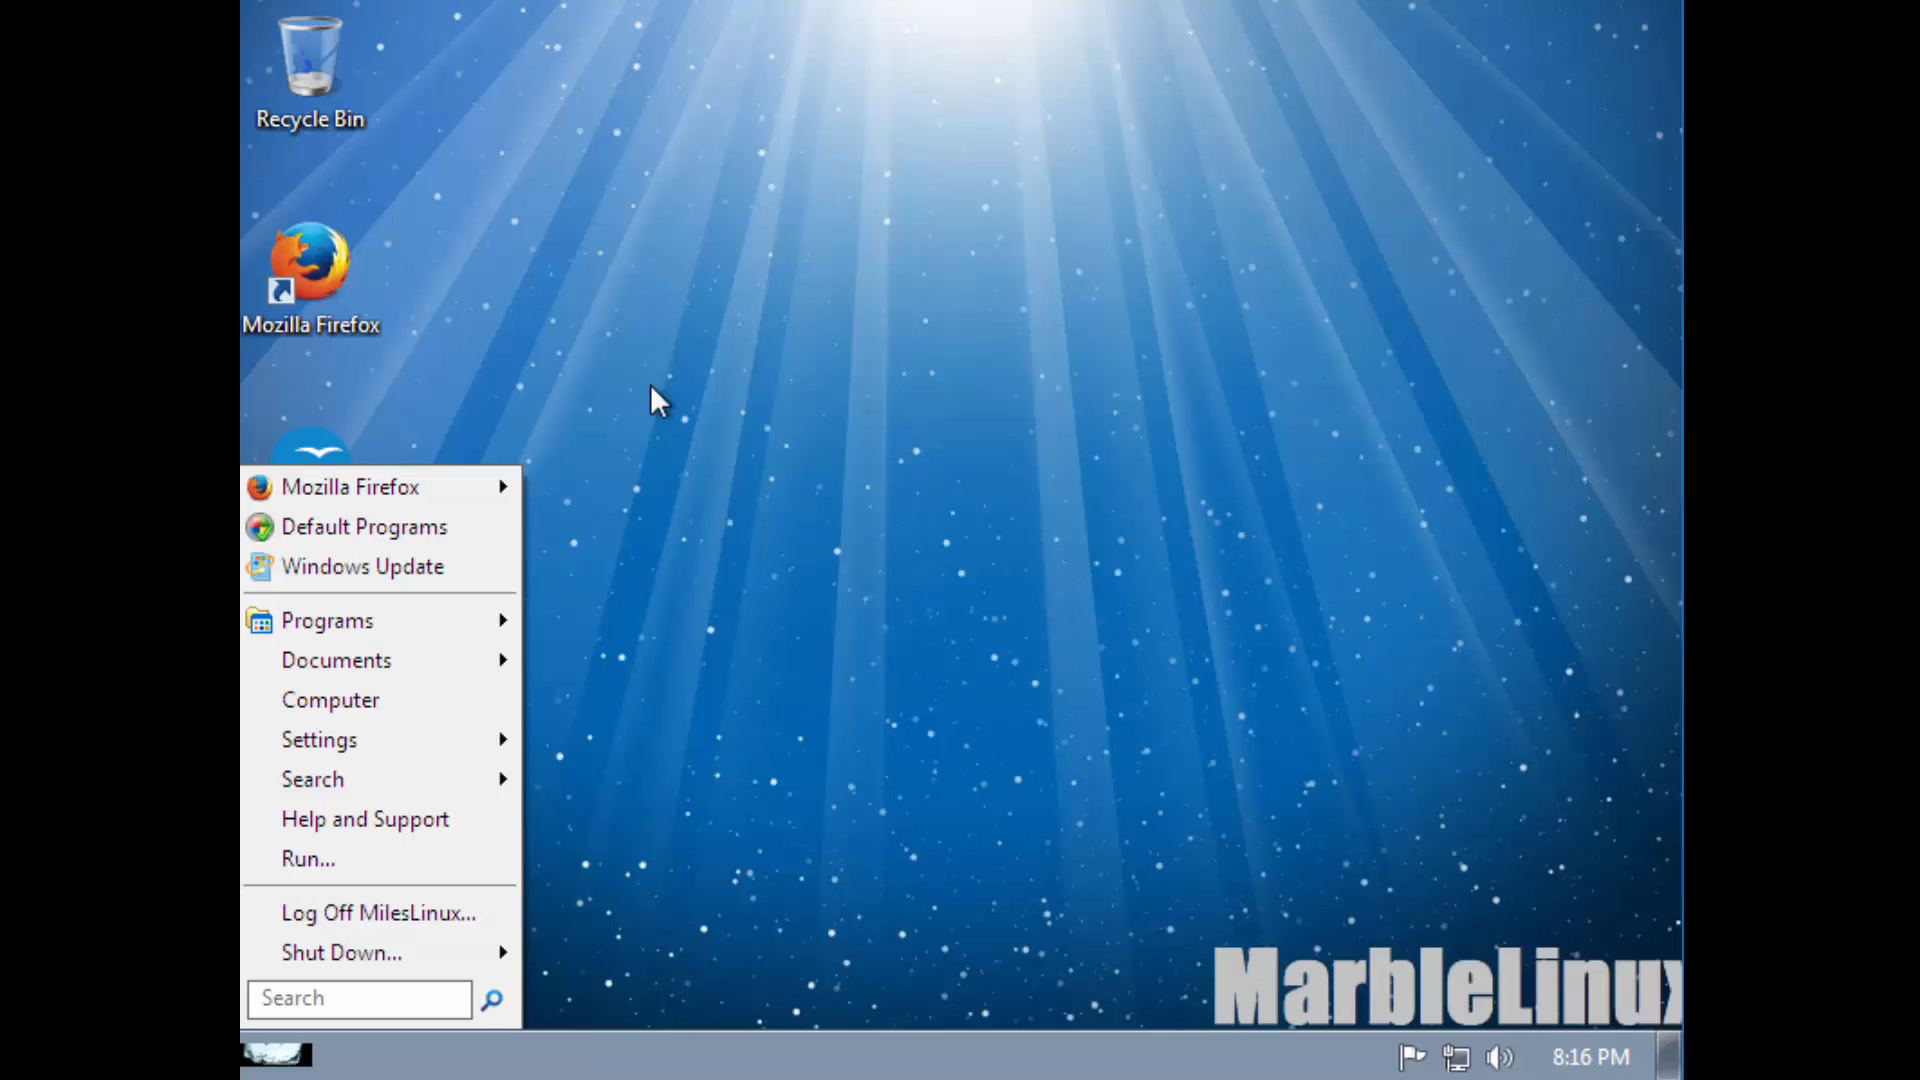 Recycle Bin
Mozilla Firefox
Mozilla Firefox
Default Programs
Windows Update
Programs
Documents
Computer
Settings
Search
Help and Support
Run...
Log Off MilesLinux...
Shut Down...
Search
MarbleLinux
8:16 PM